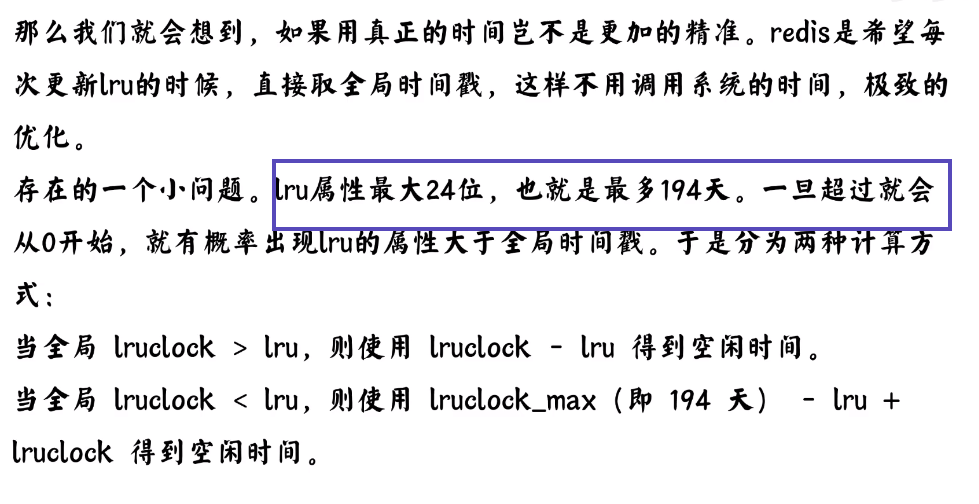 那么我们就会想到，如果用真正的时间岂不是更加的精准。redis是希望每
次更新lru的时候，直接取全局时间戳，这样不用调用系统的时间，极致的
优化。
存在的一个小问题。lru属性最大24位，也就是最多194天。一旦超过就会
从0开始，就有概率出现lru的属性大于全局时间戳。于是分为两种计算方
式：
当全局 lruclock > lru，则使用 lruclock - lru 得到空闲时间。
当全局 lruclock < lru，则使用 lruclock_max（即 194 天） - lru +
lruclock 得到空闲时间。